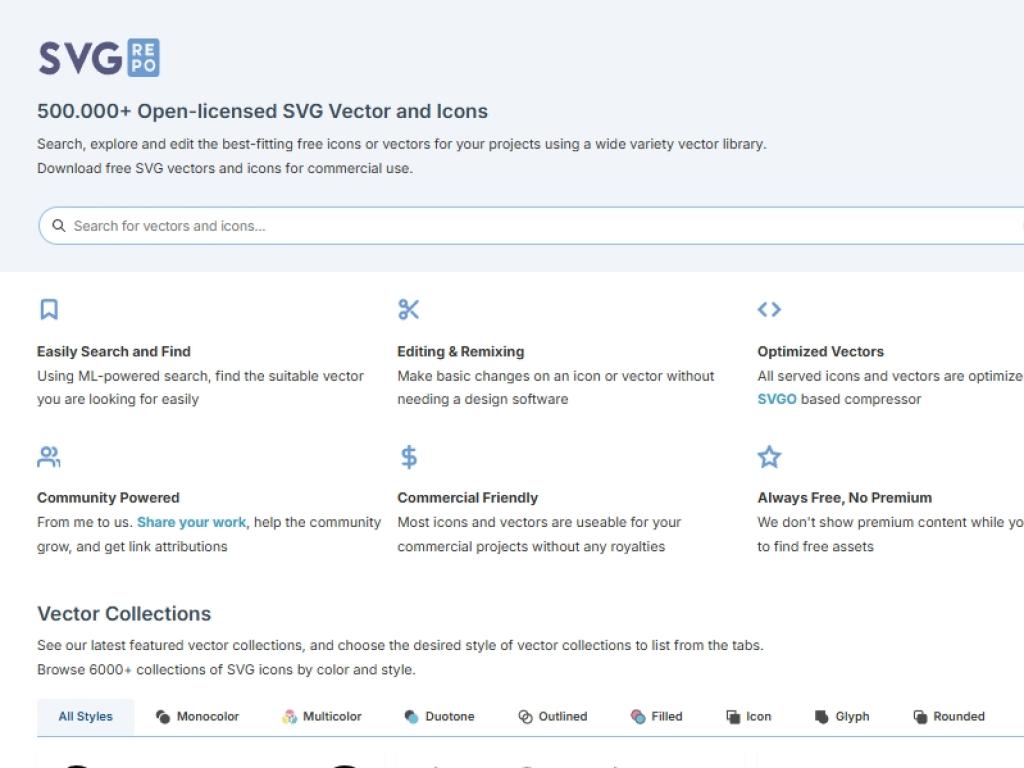 SVG REPO
500.000+ Open-licensed SVG Vector and Icons
Search, explore and edit the best-fitting free icons or vectors for your projects using a wide variety vector library.
Download free SVG vectors and icons for commercial use.
Search for vectors and icons...
Easily Search and Find
Using ML-powered search, find the suitable vector
you are looking for easily
Editing & Remixing
Make basic changes on an icon or vector without
needing a design software
Optimized Vectors
All served icons and vectors are optimize
SVGO based compressor
Community Powered
From me to us. Share your work, help the community
grow, and get link attributions
Commercial Friendly
Most icons and vectors are useable for your
commercial projects without any royalties
Always Free, No Premium
We don't show premium content while yo
to find free assets
Vector Collections
See our latest featured vector collections, and choose the desired style of vector collections to list from the tabs.
Browse 6000+ collections of SVG icons by color and style.
All Styles Monocolor Multicolor Duotone Outlined Filled Icon Glyph Rounded